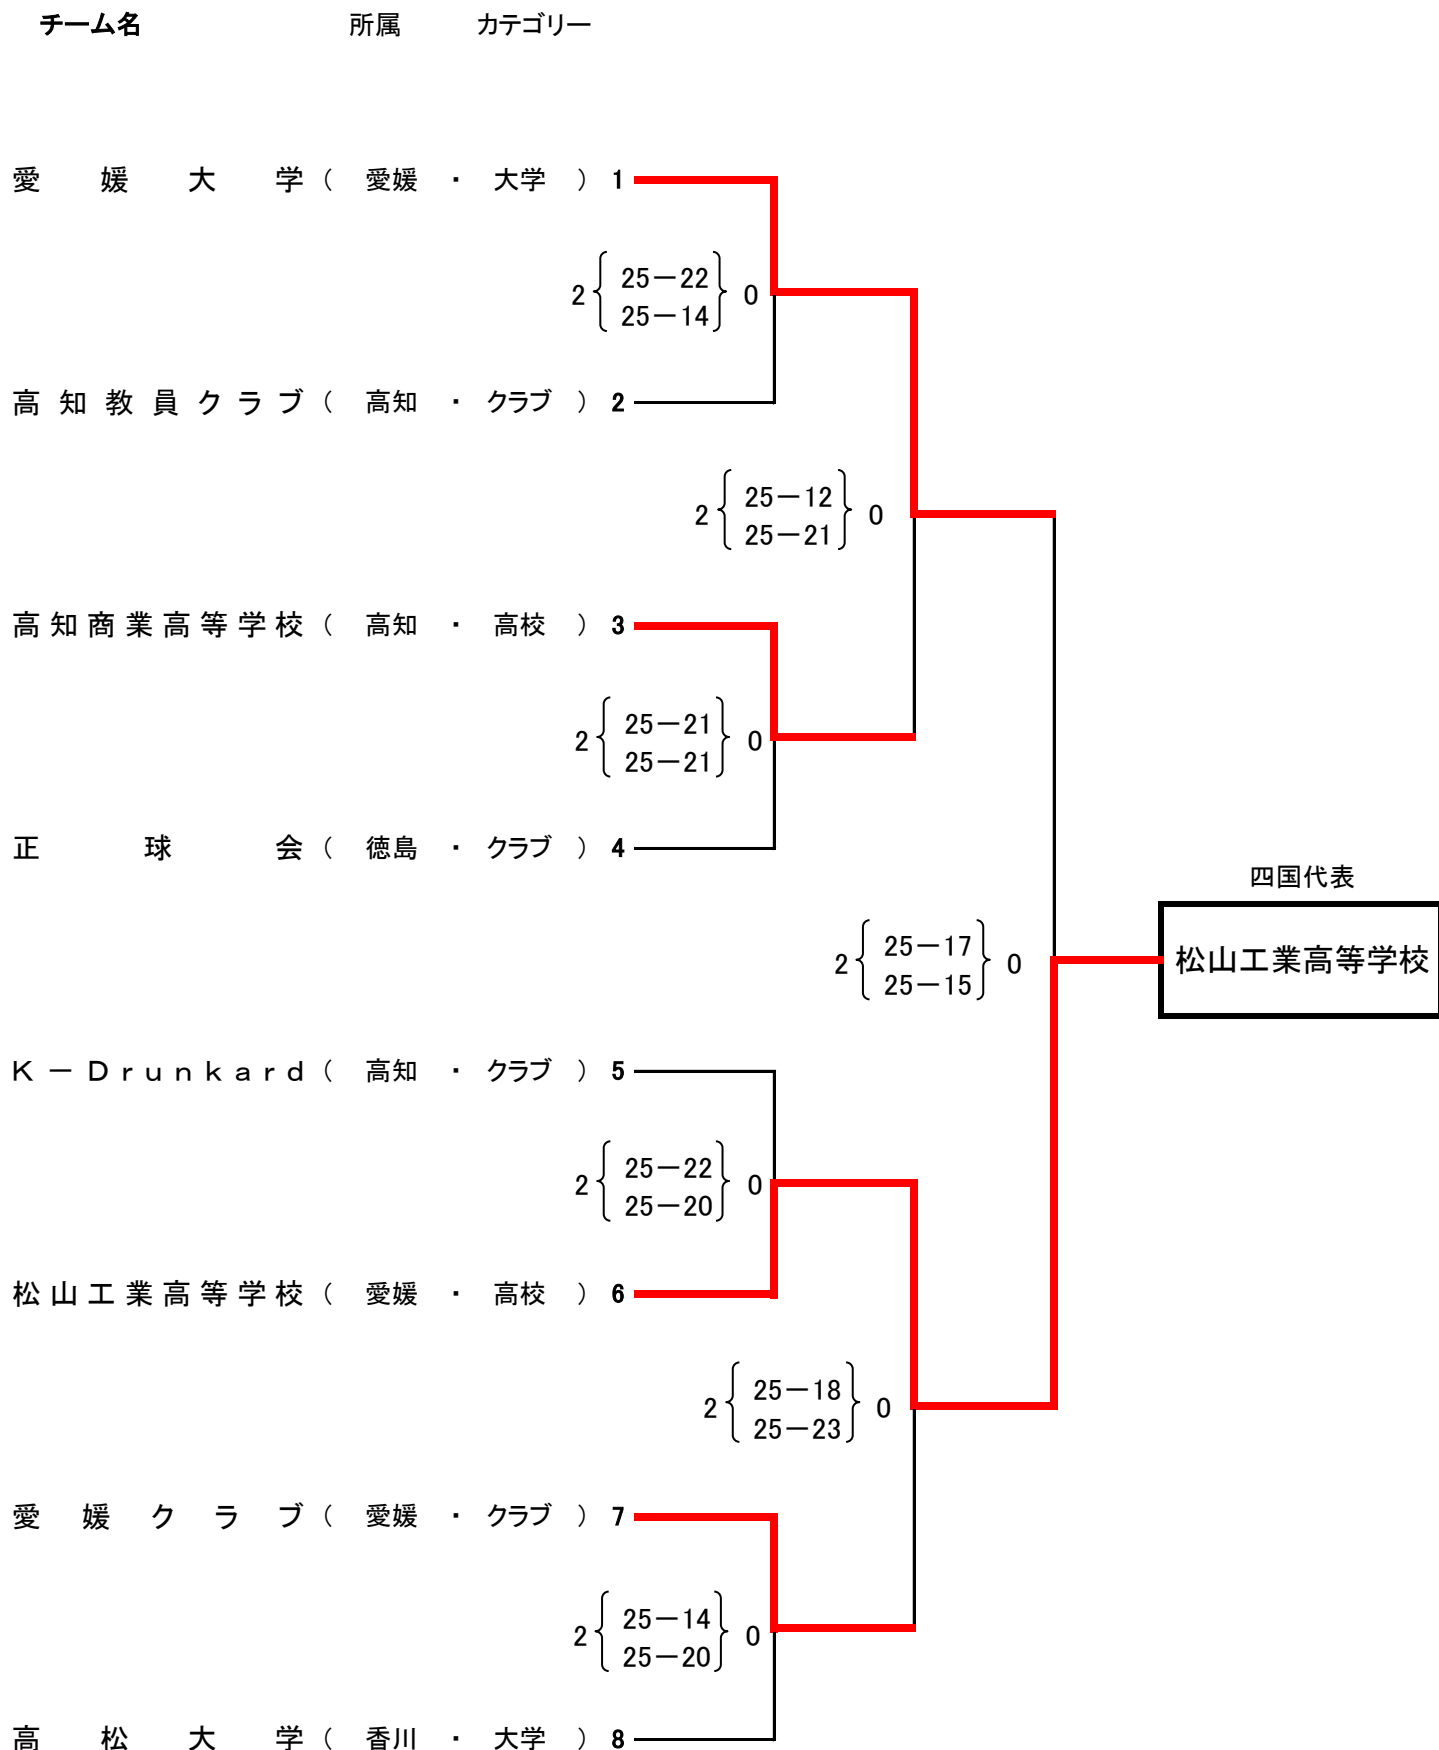 チーム名 所属 カテゴリー
愛媛大学 ( 愛媛 ・ 大学 ) 1
2 { 25－22 } 0
25－14
高知教員クラブ ( 高知 ・ クラブ ) 2
2 { 25－12 } 0
25－21
高知商業高等学校 ( 高知 ・ 高校 ) 3
2 { 25－21 } 0
25－21
正球会 ( 徳島 ・ クラブ ) 4
四国代表
松山工業高等学校
2 { 25－17 } 0
25－15
K－Drunkard ( 高知 ・ クラブ ) 5
2 { 25－22 } 0
25－20
松山工業高等学校 ( 愛媛 ・ 高校 ) 6
2 { 25－18 } 0
25－23
愛媛クラブ ( 愛媛 ・ クラブ ) 7
2 { 25－14 } 0
25－20
高松大学 ( 香川 ・ 大学 ) 8